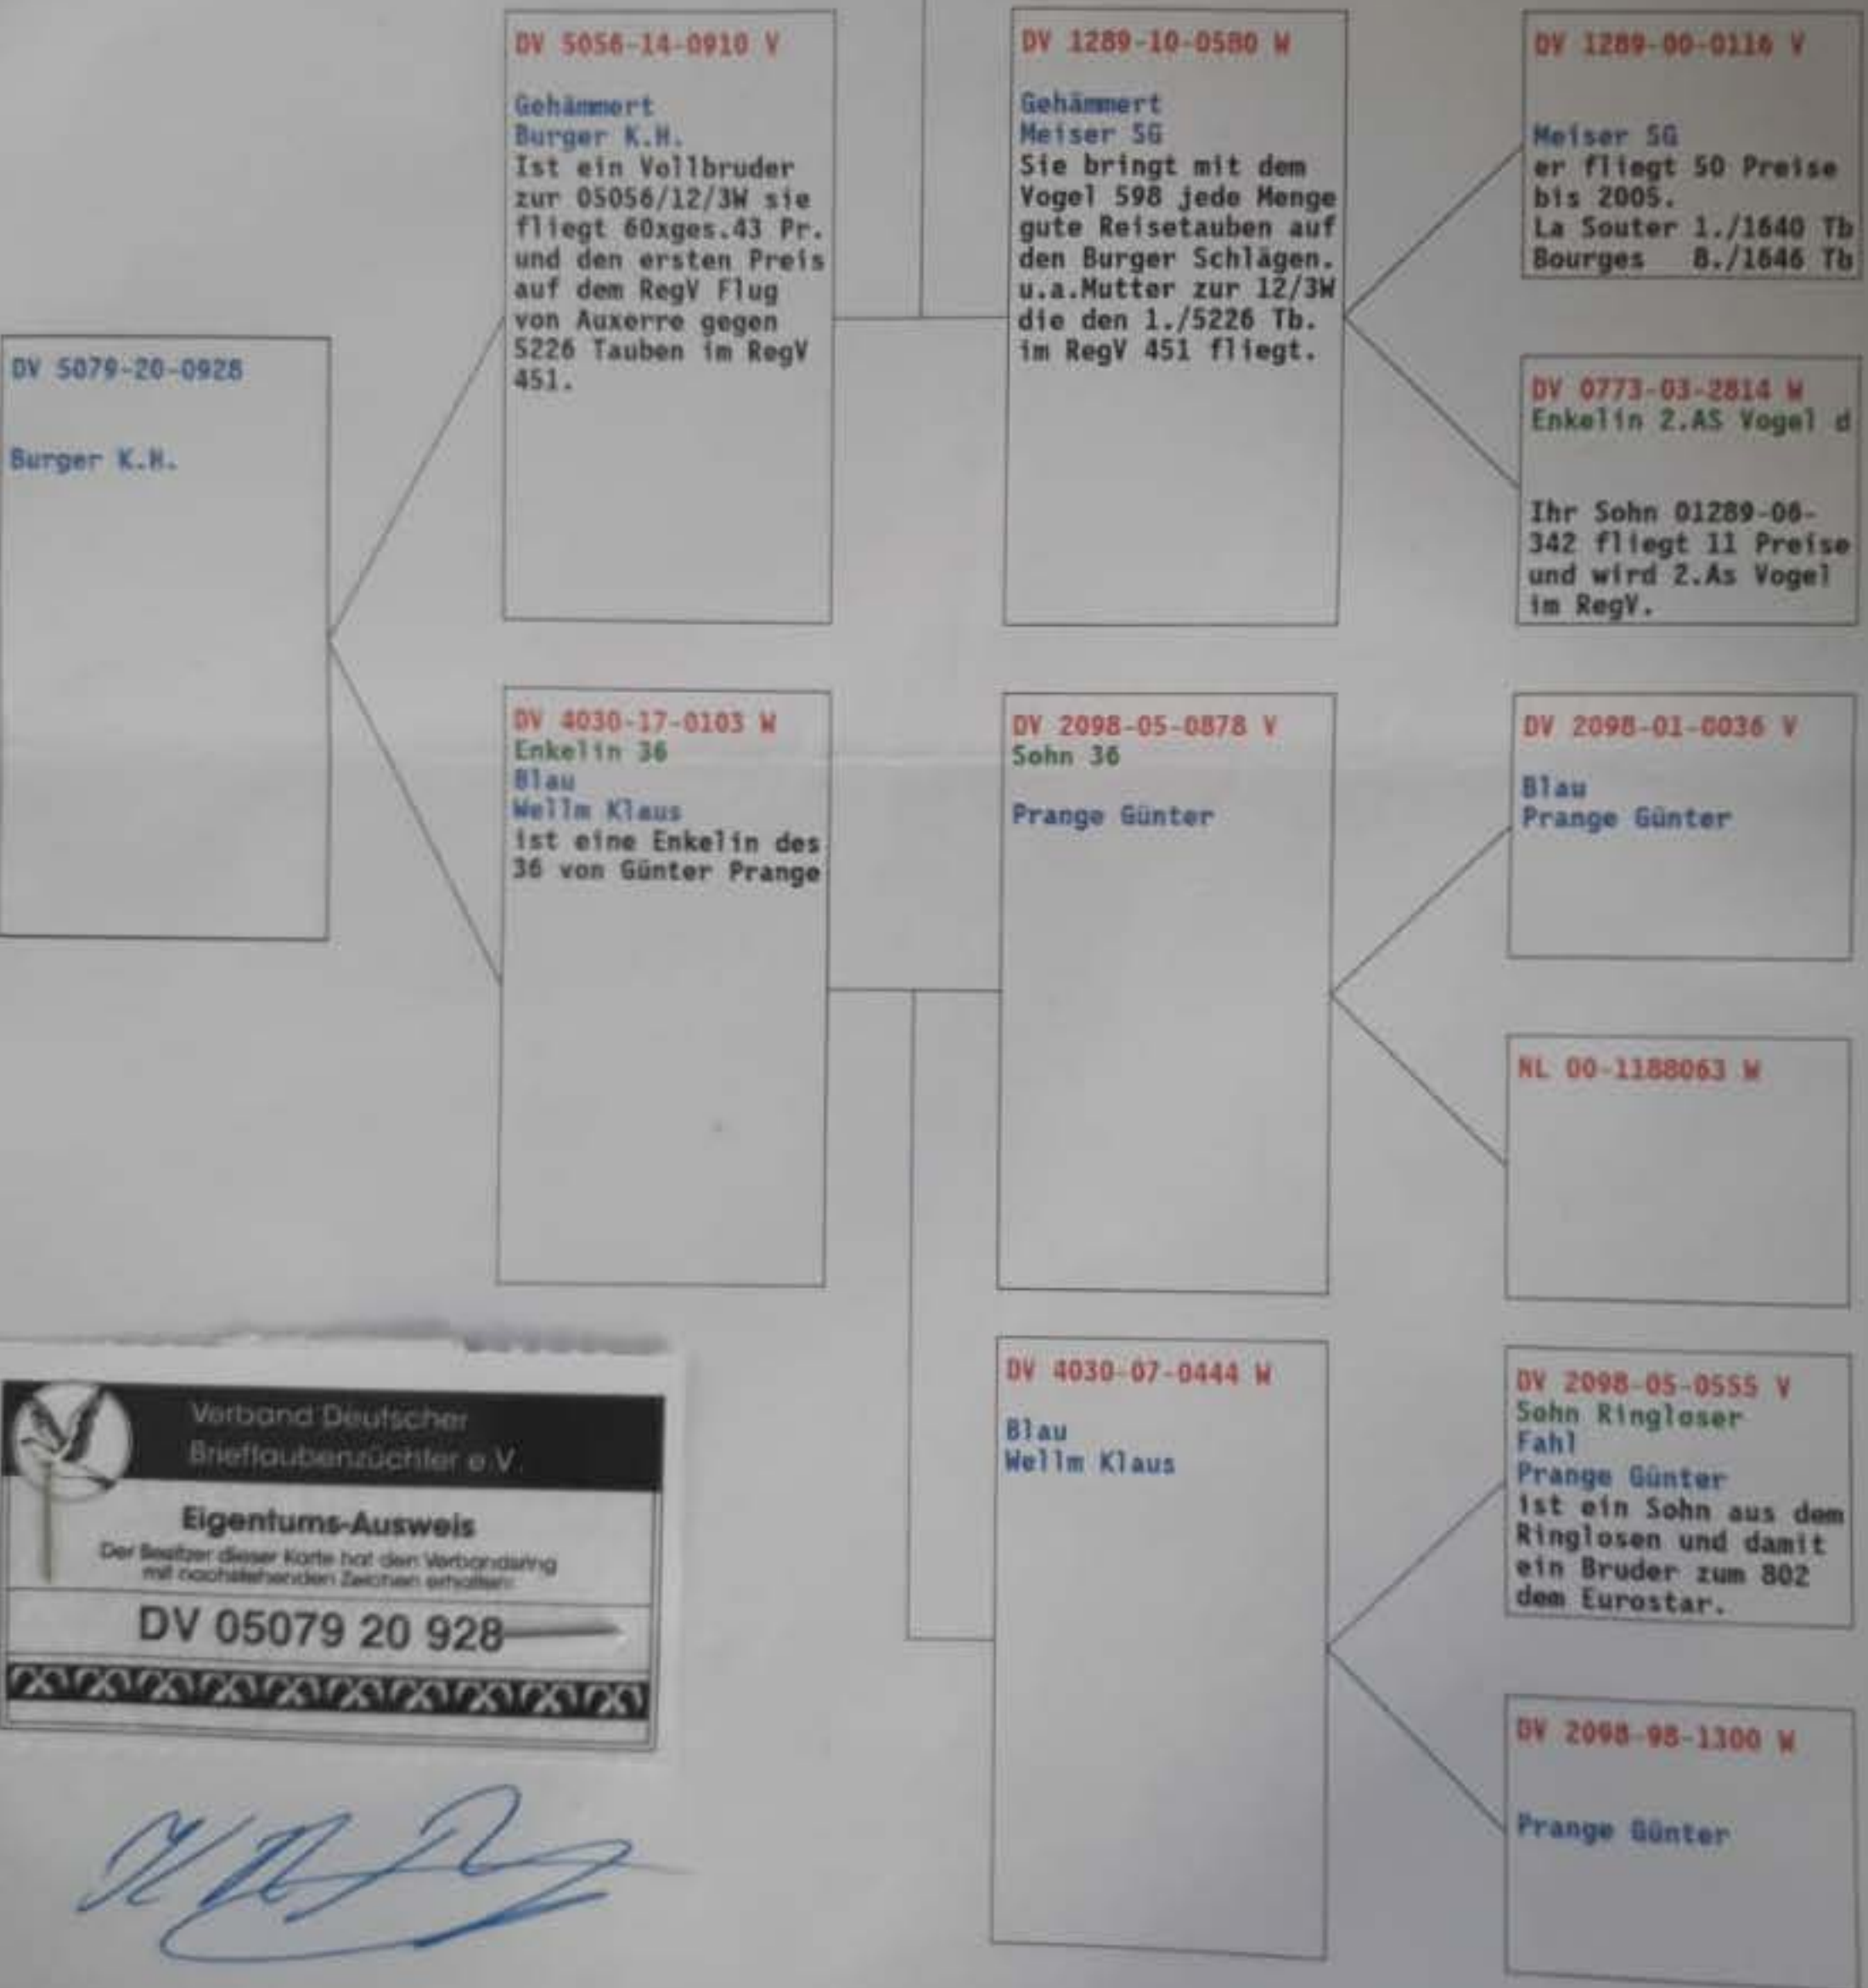 DV 5056-14-0910 V
Gehämmert
Burger K.H.
Ist ein Vollbruder
zur 05056/12/3W sie
fliegt 60xges.43 Pr.
und den ersten Preis
auf dem RegV Flug
von Auxerre gegen
5226 Tauben im RegV
451.
DV 1289-10-0580 W
Gehämmert
Meiser SG
Sie bringt mit dem
Vogel 598 jede Menge
gute Reisetauben auf
den Burger Schlägen.
u.a.Mutter zur 12/3W
die den 1./5226 Tb.
im RegV 451 fliegt.
DV 1289-00-0116 V
Meiser SG
er fliegt 50 Preise
bis 2005.
La Souter 1./1640 Tb
Bourges 8./1646 Tb
DV 5079-20-0928
Burger K.H.
DV 0773-03-2814 W
Enkelin 2.AS Vogel d
Ihr Sohn 01289-06-
342 fliegt 11 Preise
und wird 2.As Vogel
im RegV.
DV 4030-17-0103 W
Enkelin 36
Blau
Wellm Klaus
ist eine Enkelin des
36 von Günter Prange
DV 2098-05-0878 V
Sohn 36
Prange Günter
DV 2098-01-0036 V
Blau
Prange Günter
NL 00-1188063 W
DV 4030-07-0444 W
Blau
Wellm Klaus
DV 2098-05-0555 V
Sohn Ringloser
Fahl
Prange Günter
ist ein Sohn aus dem
Ringlosen und damit
ein Bruder zum 802
dem Eurostar.
DV 2098-98-1300 W
Prange Günter
Verband Deutscher
Brieftaubenzüchter e.V.
Eigentums-Ausweis
Der Besitzer dieser Karte hat den Verbandsring
mit nachstehenden Zeichen erhalten:
DV 05079 20 928